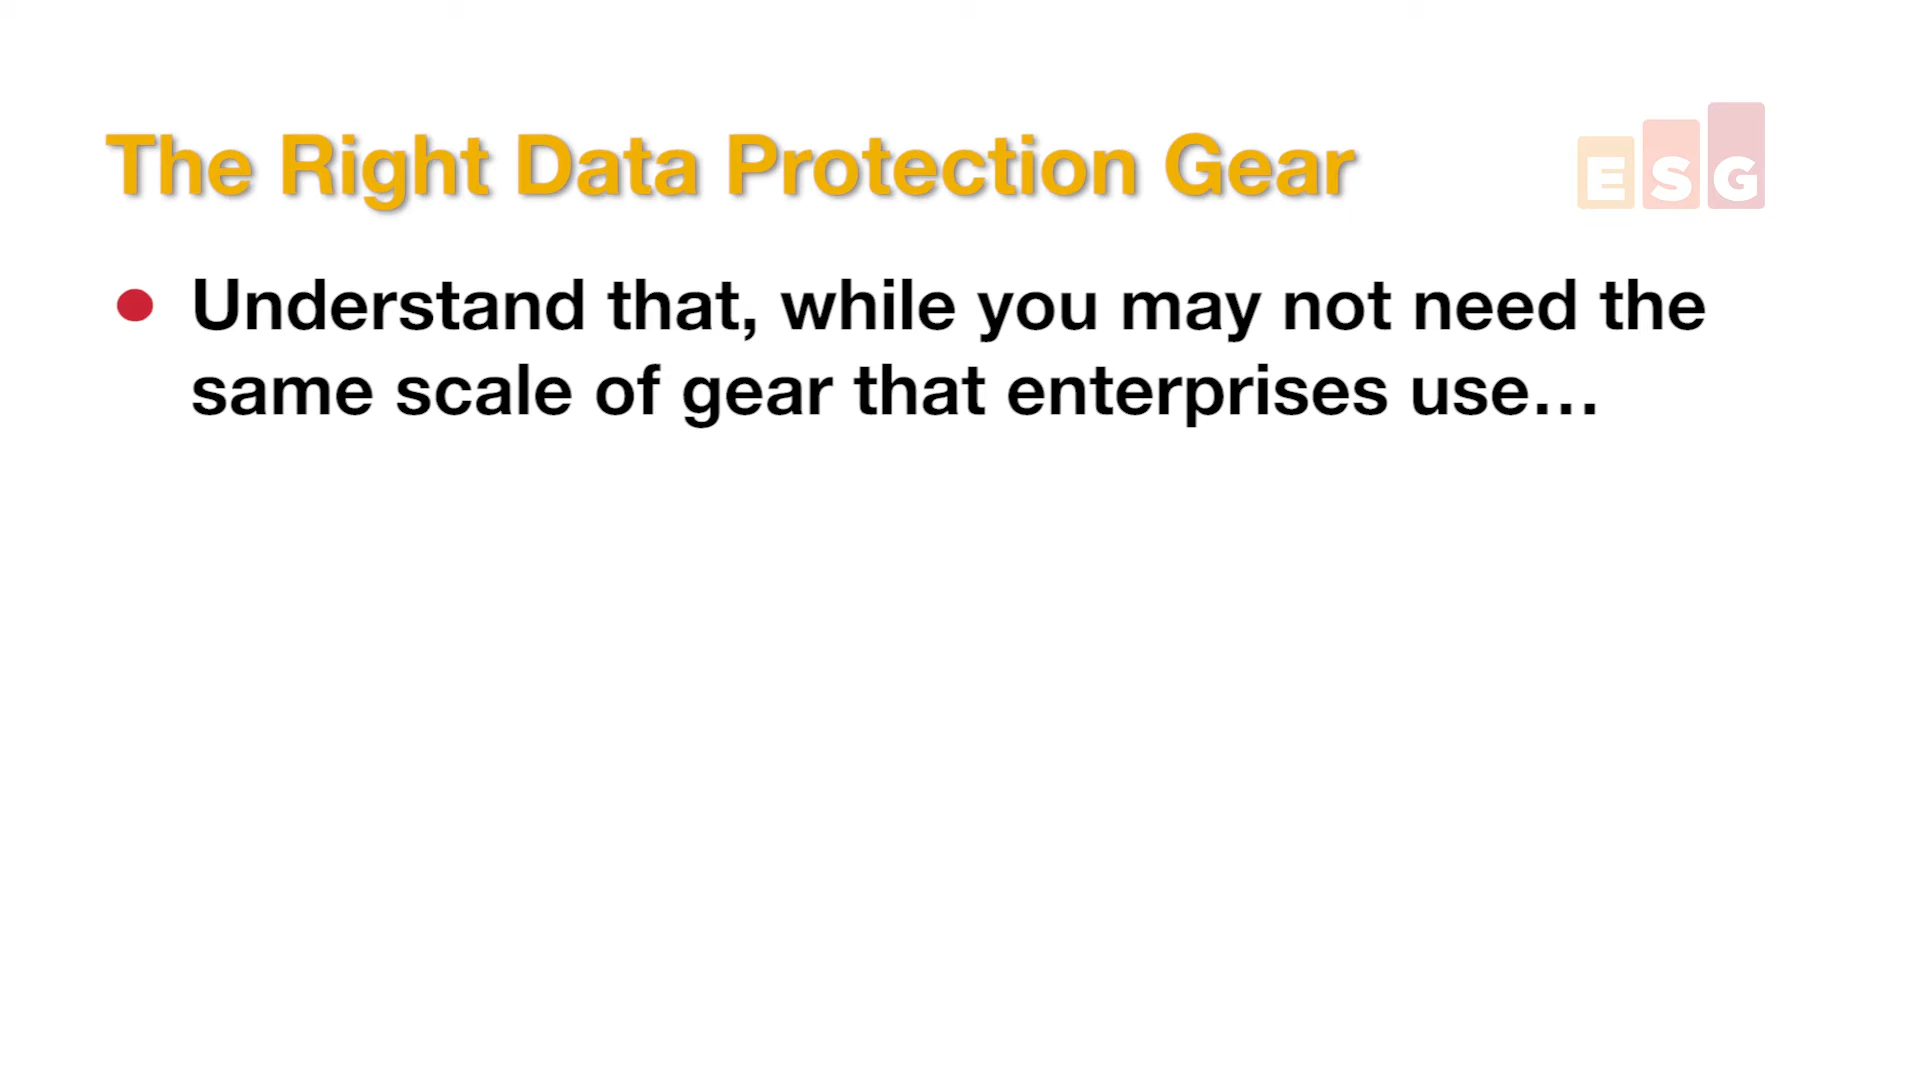 The Right Data Protection Gear
ESG
• Understand that, while you may not need the
same scale of gear that enterprises use…